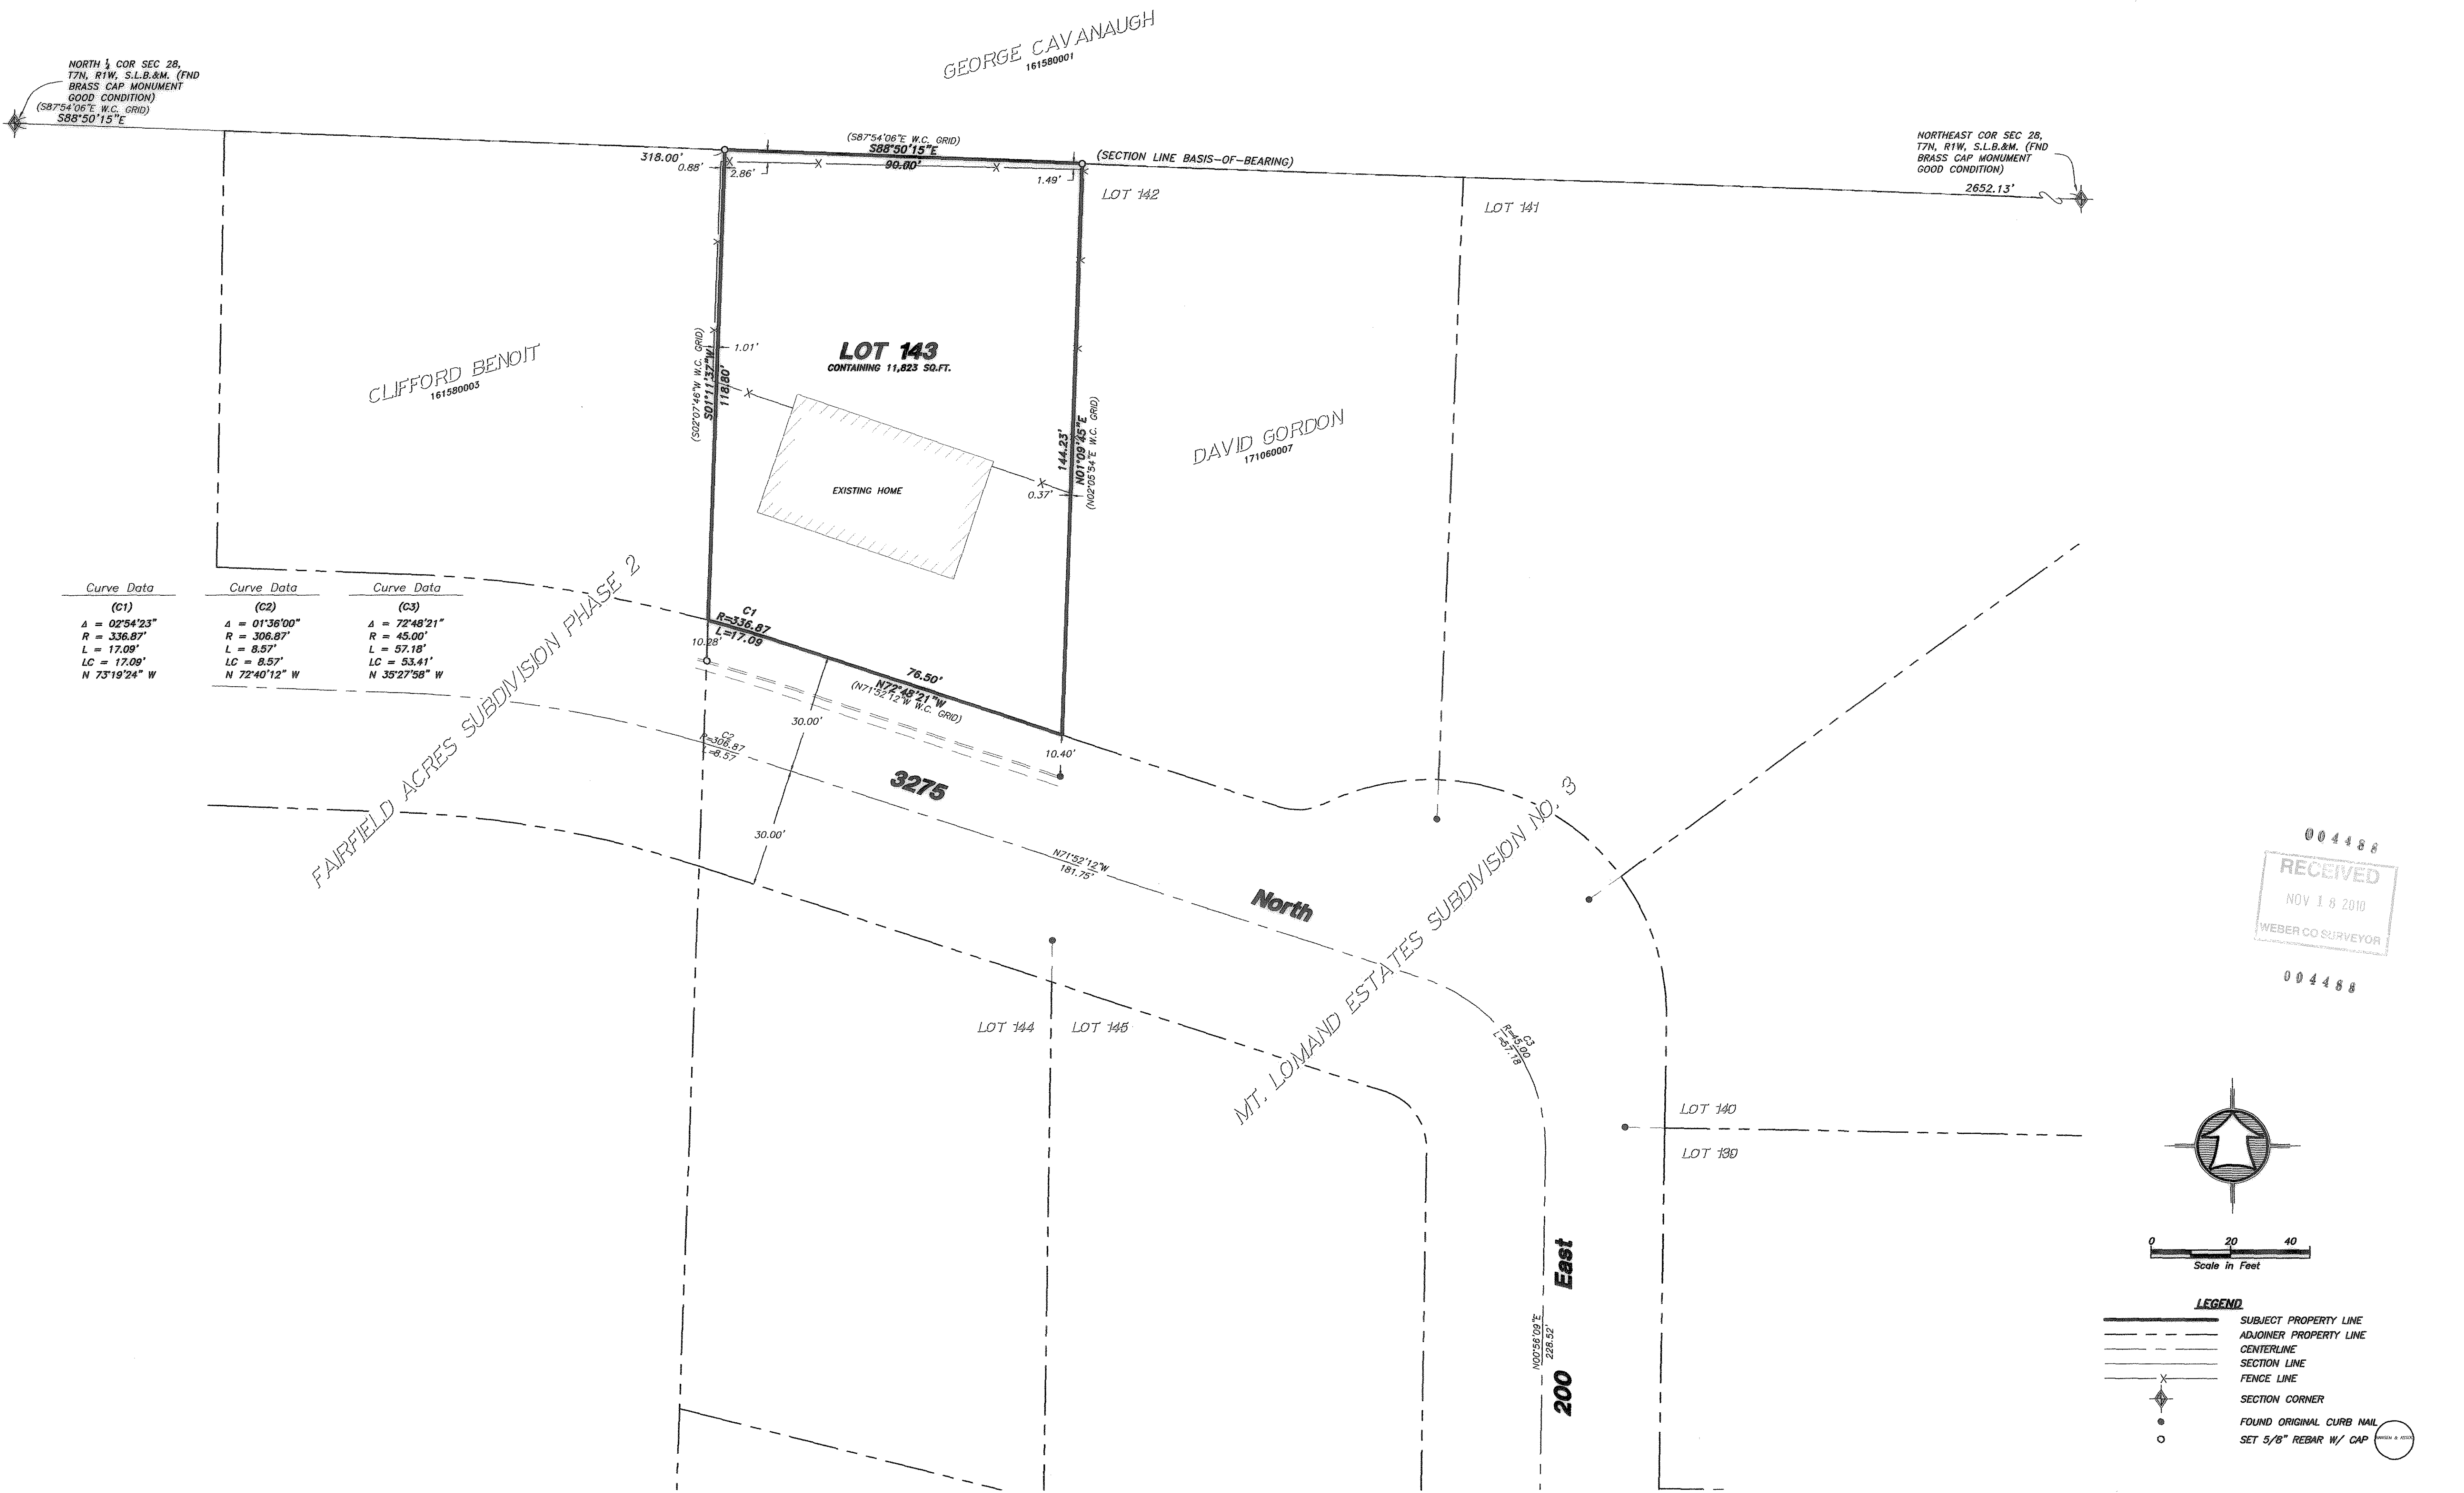 GEORGE CAVANAUGH
161580001
NORTH 1/4 COR SEC 28,
T7N, R1W, S.L.B.&M. (FND
BRASS CAP MONUMENT
GOOD CONDITION)
(S87°54'06"E W.C. GRID)
S88°50'15"E
318.00'
0.88'
2.86'
(S87°54'06"E W.C. GRID)
S88°50'15"E
90.00'
1.49'
(SECTION LINE BASIS-OF-BEARING)
NORTHEAST COR SEC 28,
T7N, R1W, S.L.B.&M. (FND
BRASS CAP MONUMENT
GOOD CONDITION)
2652.13'
LOT 142
LOT 141
CLIFFORD BENOIT
161580003
(S02°07'46"W W.C. GRID)
S01°11'37"W
118.80'
1.01'
LOT 143
CONTAINING 11,823 SQ.FT.
EXISTING HOME
144.23'
N01°09'45"E
(N02°05'54"E W.C. GRID)
0.37'
DAVID GORDON
171060007
Curve Data
(C1)
Δ = 02°54'23"
R = 336.87'
L = 17.09'
LC = 17.09'
N 73°19'24" W
Curve Data
(C2)
Δ = 01°36'00"
R = 306.87'
L = 8.57'
LC = 8.57'
N 72°40'12" W
Curve Data
(C3)
Δ = 72°48'21"
R = 45.00'
L = 57.18'
LC = 53.41'
N 35°27'58" W
FAIRFIELD ACRES SUBDIVISION PHASE 2
C1
R=336.87
L=17.09
10.28'
76.50'
N72°48'21"W
(N71°52'12"W W.C. GRID)
30.00'
10.40'
C2
R=306.87
L=8.57
30.00'
3275
North
N71°52'12"W
181.75'
MT. LOMAND ESTATES SUBDIVISION NO. 3
C3
R=45.00
L=57.18
LOT 144
LOT 145
LOT 140
LOT 139
200 East
N00°56'09"E
228.52'
004488
RECEIVED
NOV 18 2010
WEBER CO SURVEYOR
004488
0 20 40
Scale in Feet
LEGEND
SUBJECT PROPERTY LINE
ADJOINER PROPERTY LINE
CENTERLINE
SECTION LINE
FENCE LINE
SECTION CORNER
FOUND ORIGINAL CURB NAIL
SET 5/8" REBAR W/ CAP